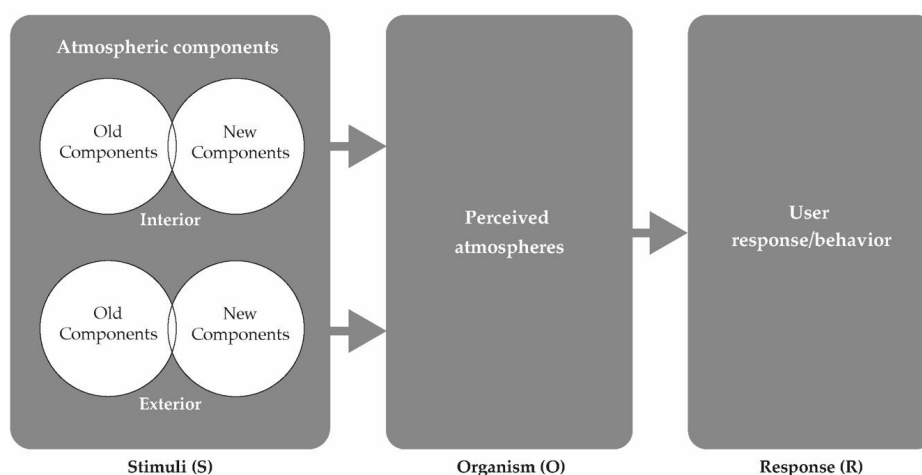 Atmospheric components
Old
Components
New
Components
Interior
Old
Components
New
Components
Exterior
Stimuli (S)
Perceived
atmospheres
Organism (O)
User
response/behavior
Response (R)